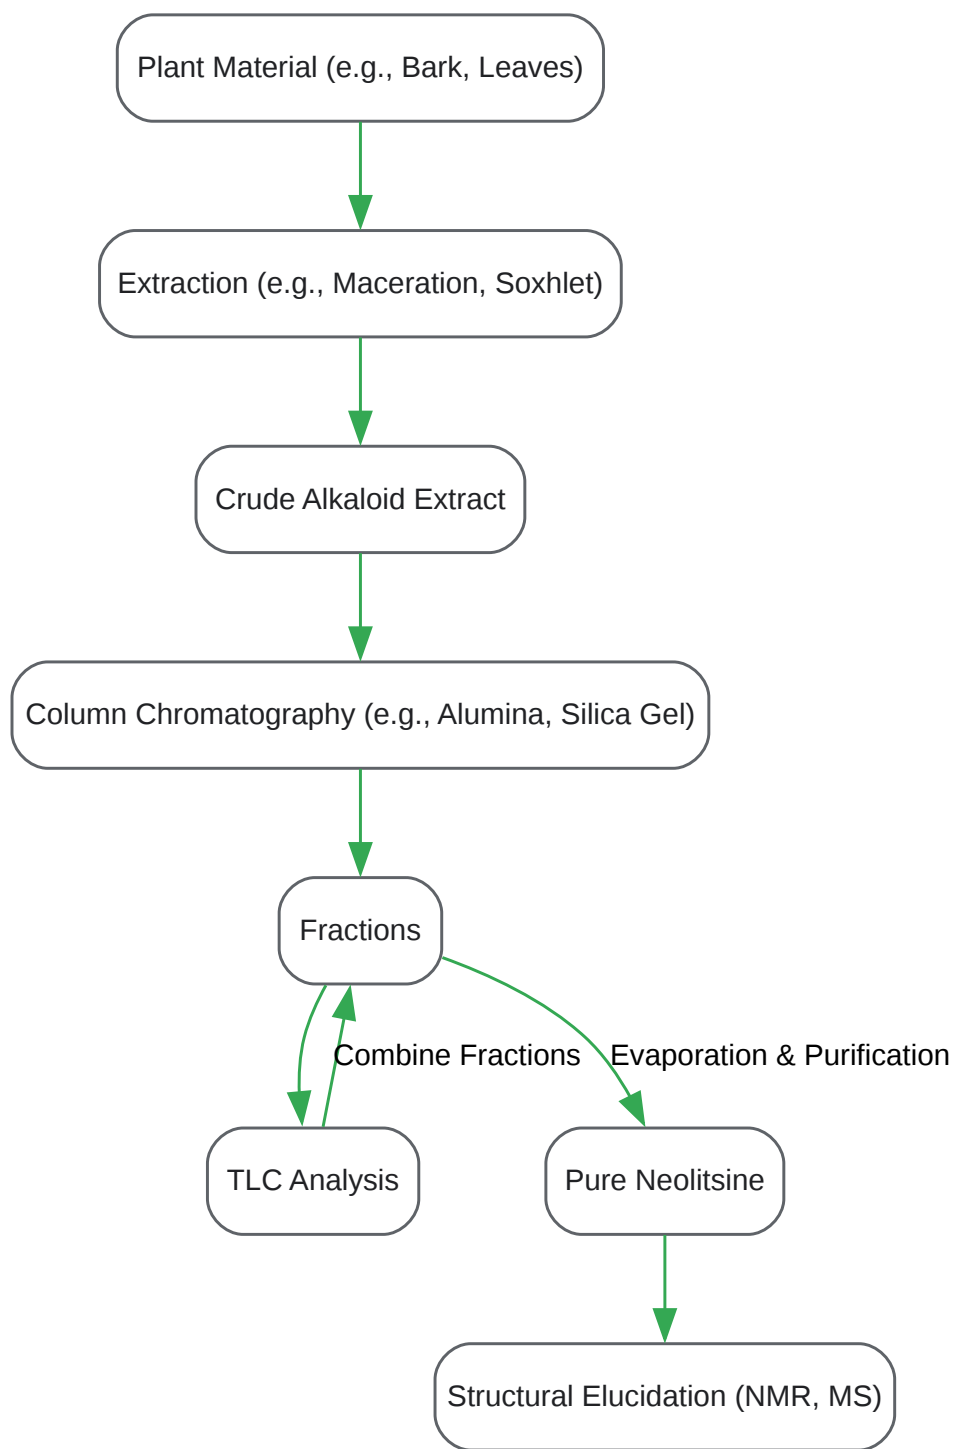 Plant Material (e.g., Bark, Leaves)
Extraction (e.g., Maceration, Soxhlet)
Crude Alkaloid Extract
Column Chromatography (e.g., Alumina, Silica Gel)
Fractions
Combine Fractions
Evaporation & Purification
TLC Analysis
Pure Neolitsine
Structural Elucidation (NMR, MS)